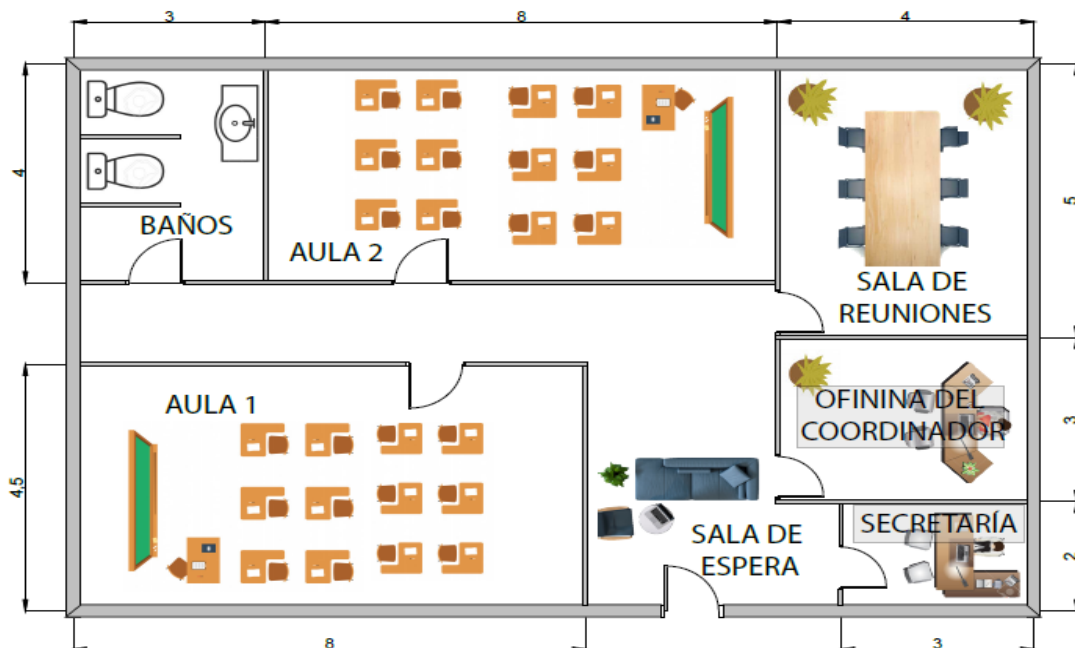 3
8
4
4
BAÑOS
AULA 2
SALA DE
REUNIONES
5
AULA 1
OFININA DEL
COORDINADOR
3
4,5
SALA DE
ESPERA
SECRETARÍA
2
8
3